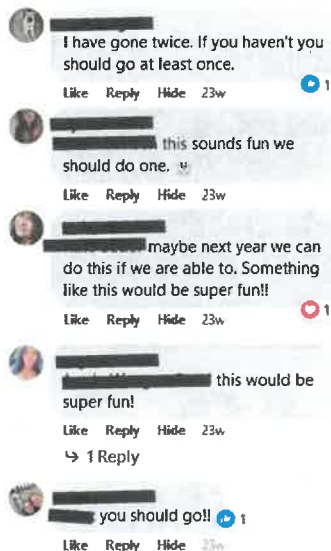 I have gone twice. If you haven't you
should go at least once.
Like Reply Hide 23w
1
this sounds fun we
should do one.
Like Reply Hide 23w
maybe next year we can
do this if we are able to. Something
like this would be super fun!!
1
Like Reply Hide 23w
this would be
super fun!
Like Reply Hide 23w
1 Reply
you should go!! 1
Like Reply Hide 23w